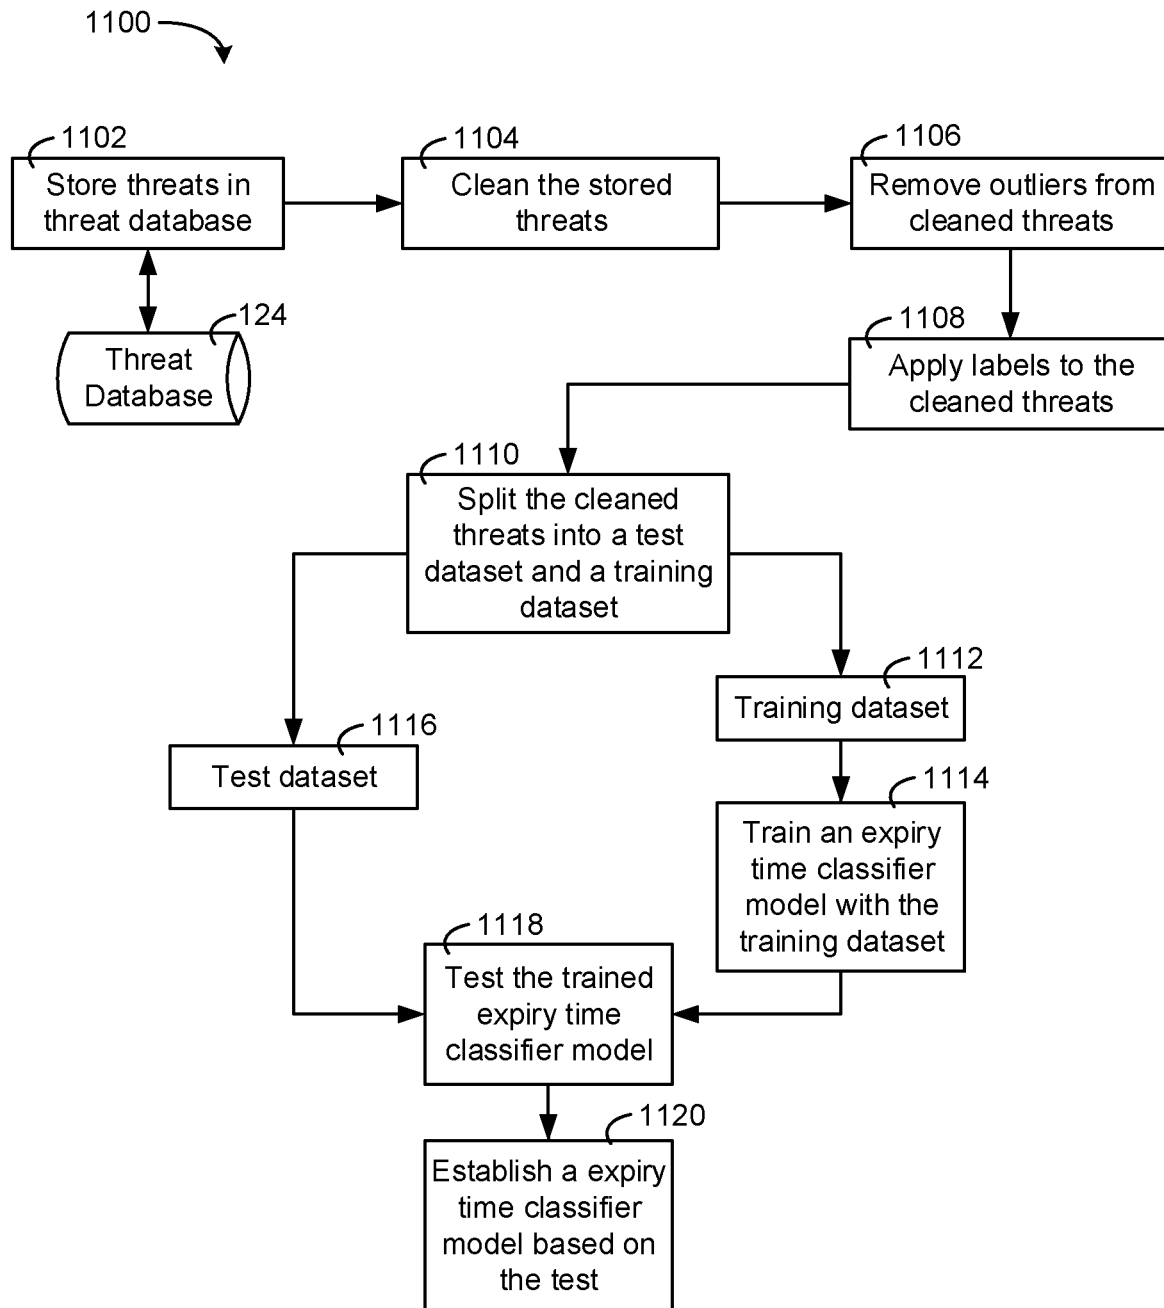 1100
1102
Store threats in
threat database
1104
Clean the stored
threats
1106
Remove outliers from
cleaned threats
124
Threat
Database
1108
Apply labels to the
cleaned threats
1110
Split the cleaned
threats into a test
dataset and a training
dataset
1112
Training dataset
1116
Test dataset
1114
Train an expiry
time classifier
model with the
training dataset
1118
Test the trained
expiry time
classifier model
1120
Establish a expiry
time classifier
model based on
the test